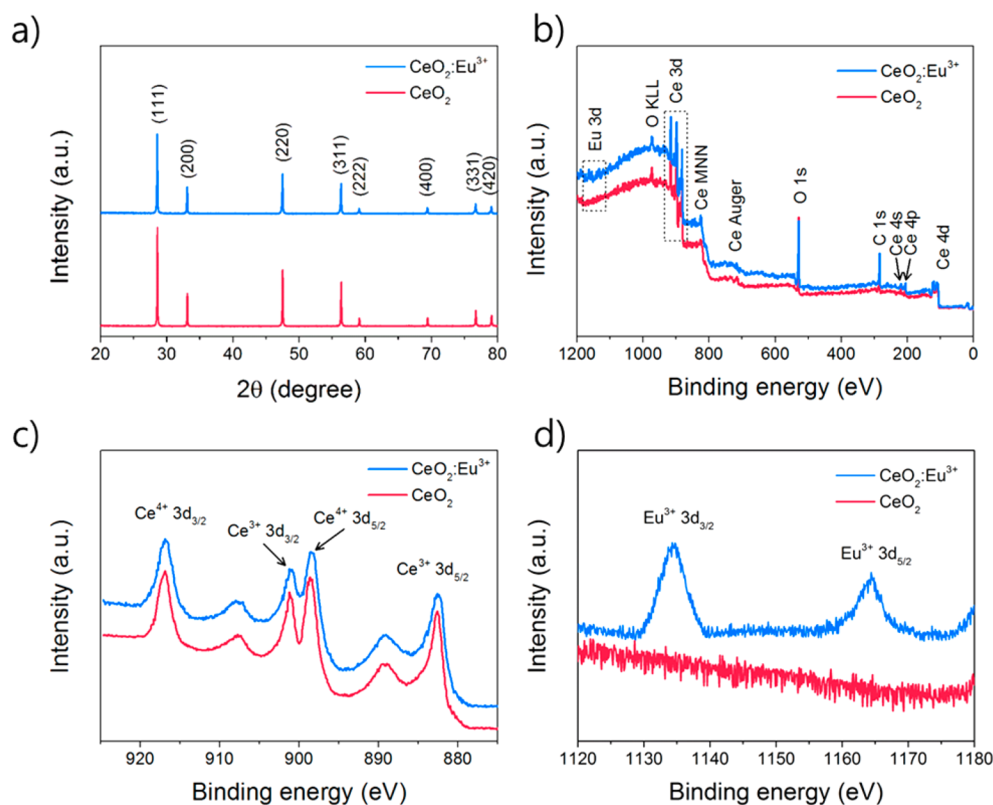 a)
CeO₂:Eu³⁺
CeO₂
(111)
(200)
(220)
(311)
(222)
(400)
(331)
(420)
Intensity (a.u.)
20 30 40 50 60 70 80
2θ (degree)
b)
CeO₂:Eu³⁺
CeO₂
Eu 3d
O KLL
Ce 3d
Ce MNN
Ce Auger
O 1s
C 1s
Ce 4s
Ce 4p
Ce 4d
Intensity (a.u.)
1200 1000 800 600 400 200 0
Binding energy (eV)
c)
CeO₂:Eu³⁺
CeO₂
Ce⁴⁺ 3d₃/₂
Ce³⁺ 3d₃/₂
Ce⁴⁺ 3d₅/₂
Ce³⁺ 3d₅/₂
Intensity (a.u.)
920 910 900 890 880
Binding energy (eV)
d)
CeO₂:Eu³⁺
CeO₂
Eu³⁺ 3d₃/₂
Eu³⁺ 3d₅/₂
Intensity (a.u.)
1120 1130 1140 1150 1160 1170 1180
Binding energy (eV)